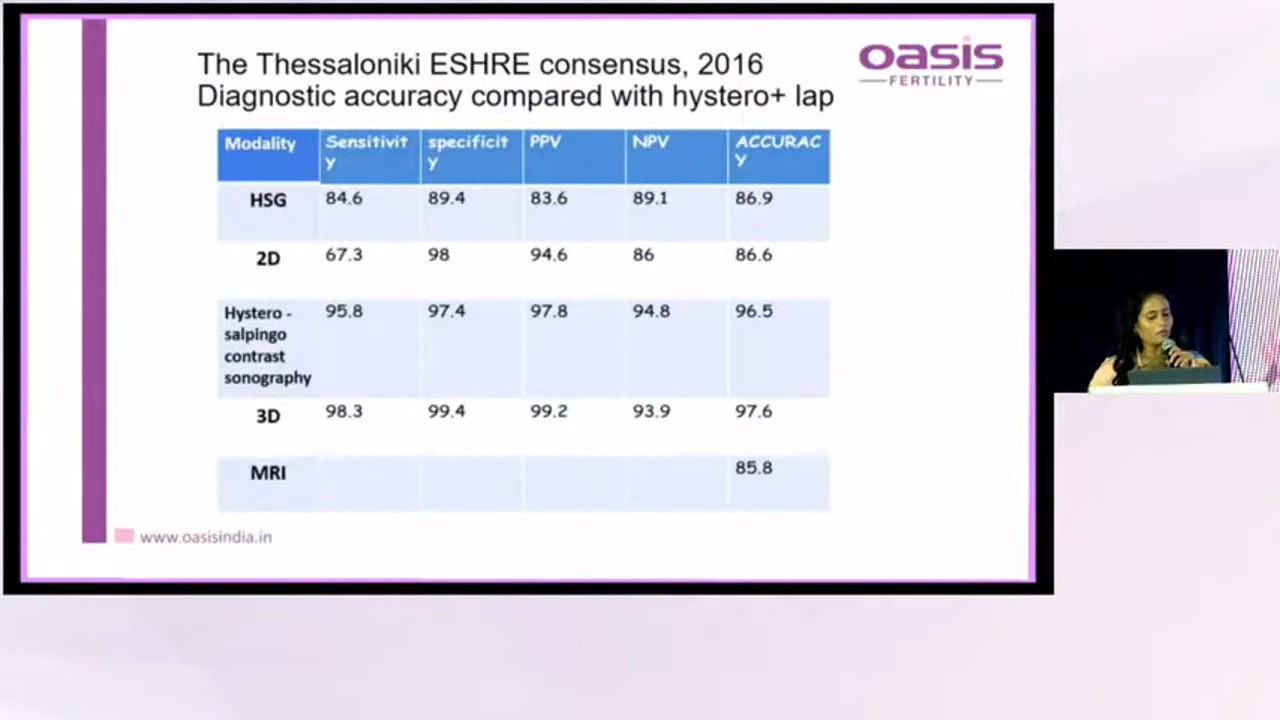 The Thessaloniki ESHRE consensus, 2016
Diagnostic accuracy compared with hystero+ lap
oasis
FERTILITY
Modality Sensitivit specificit PPV NPV ACCURAC
y y Y
HSG 84.6 89.4 83.6 89.1 86.9
2D 67.3 98 94.6 86 86.6
Hystero - 95.8 97.4 97.8 94.8 96.5
salpingo
contrast
sonography
3D 98.3 99.4 99.2 93.9 97.6
MRI 85.8
www.oasisindia.in